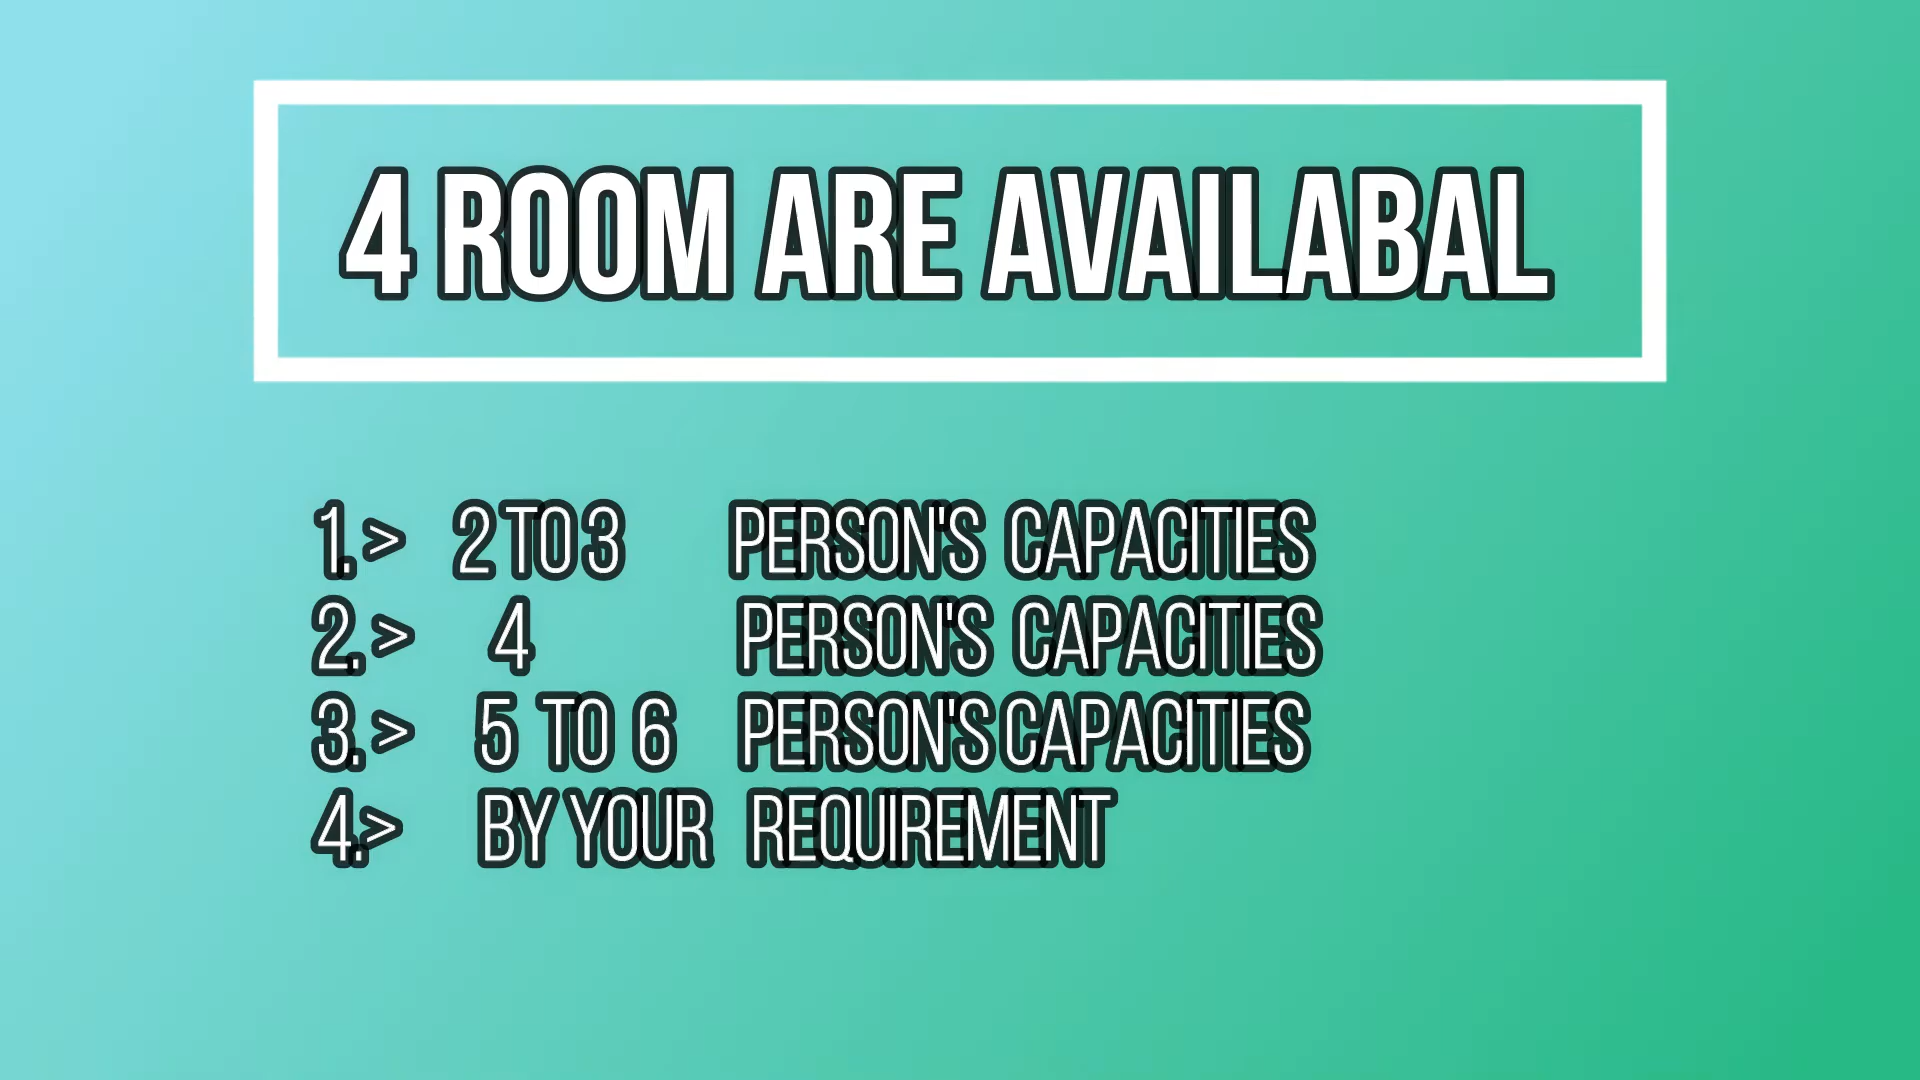 4 ROOM ARE AVAILABAL
1.> 2 TO 3 PERSON'S CAPACITIES
2.> 4 PERSON'S CAPACITIES
3.> 5 TO 6 PERSON'S CAPACITIES
4.> BY YOUR REQUIREMENT